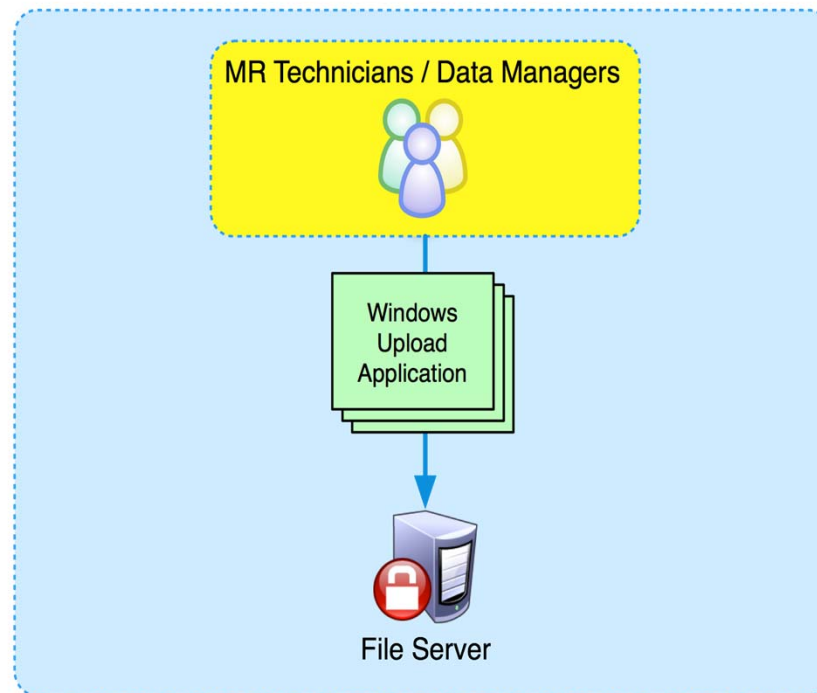 MR Technicians / Data Managers
Windows
Upload
Application
File Server